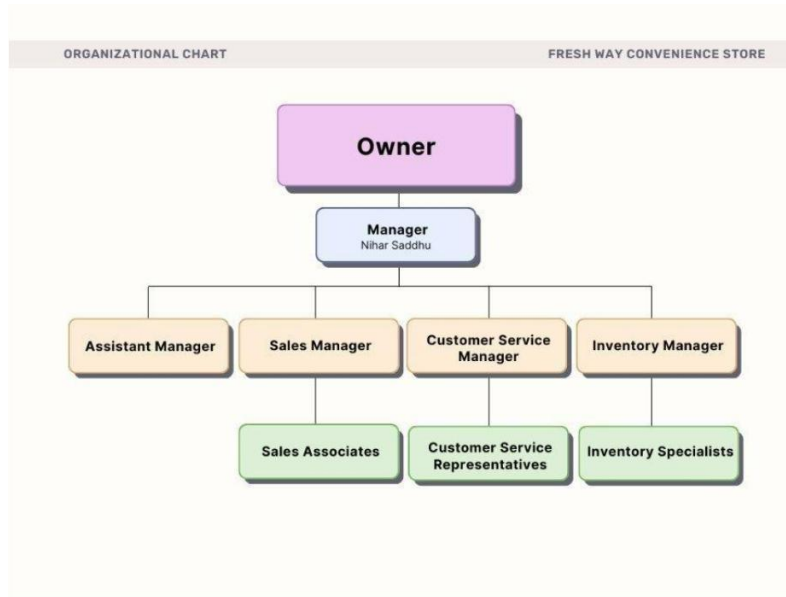 ORGANIZATIONAL CHART
FRESH WAY CONVENIENCE STORE
Owner
Manager
Nihar Saddhu
Assistant Manager
Sales Manager
Customer Service
Manager
Inventory Manager
Sales Associates
Customer Service
Representatives
Inventory Specialists